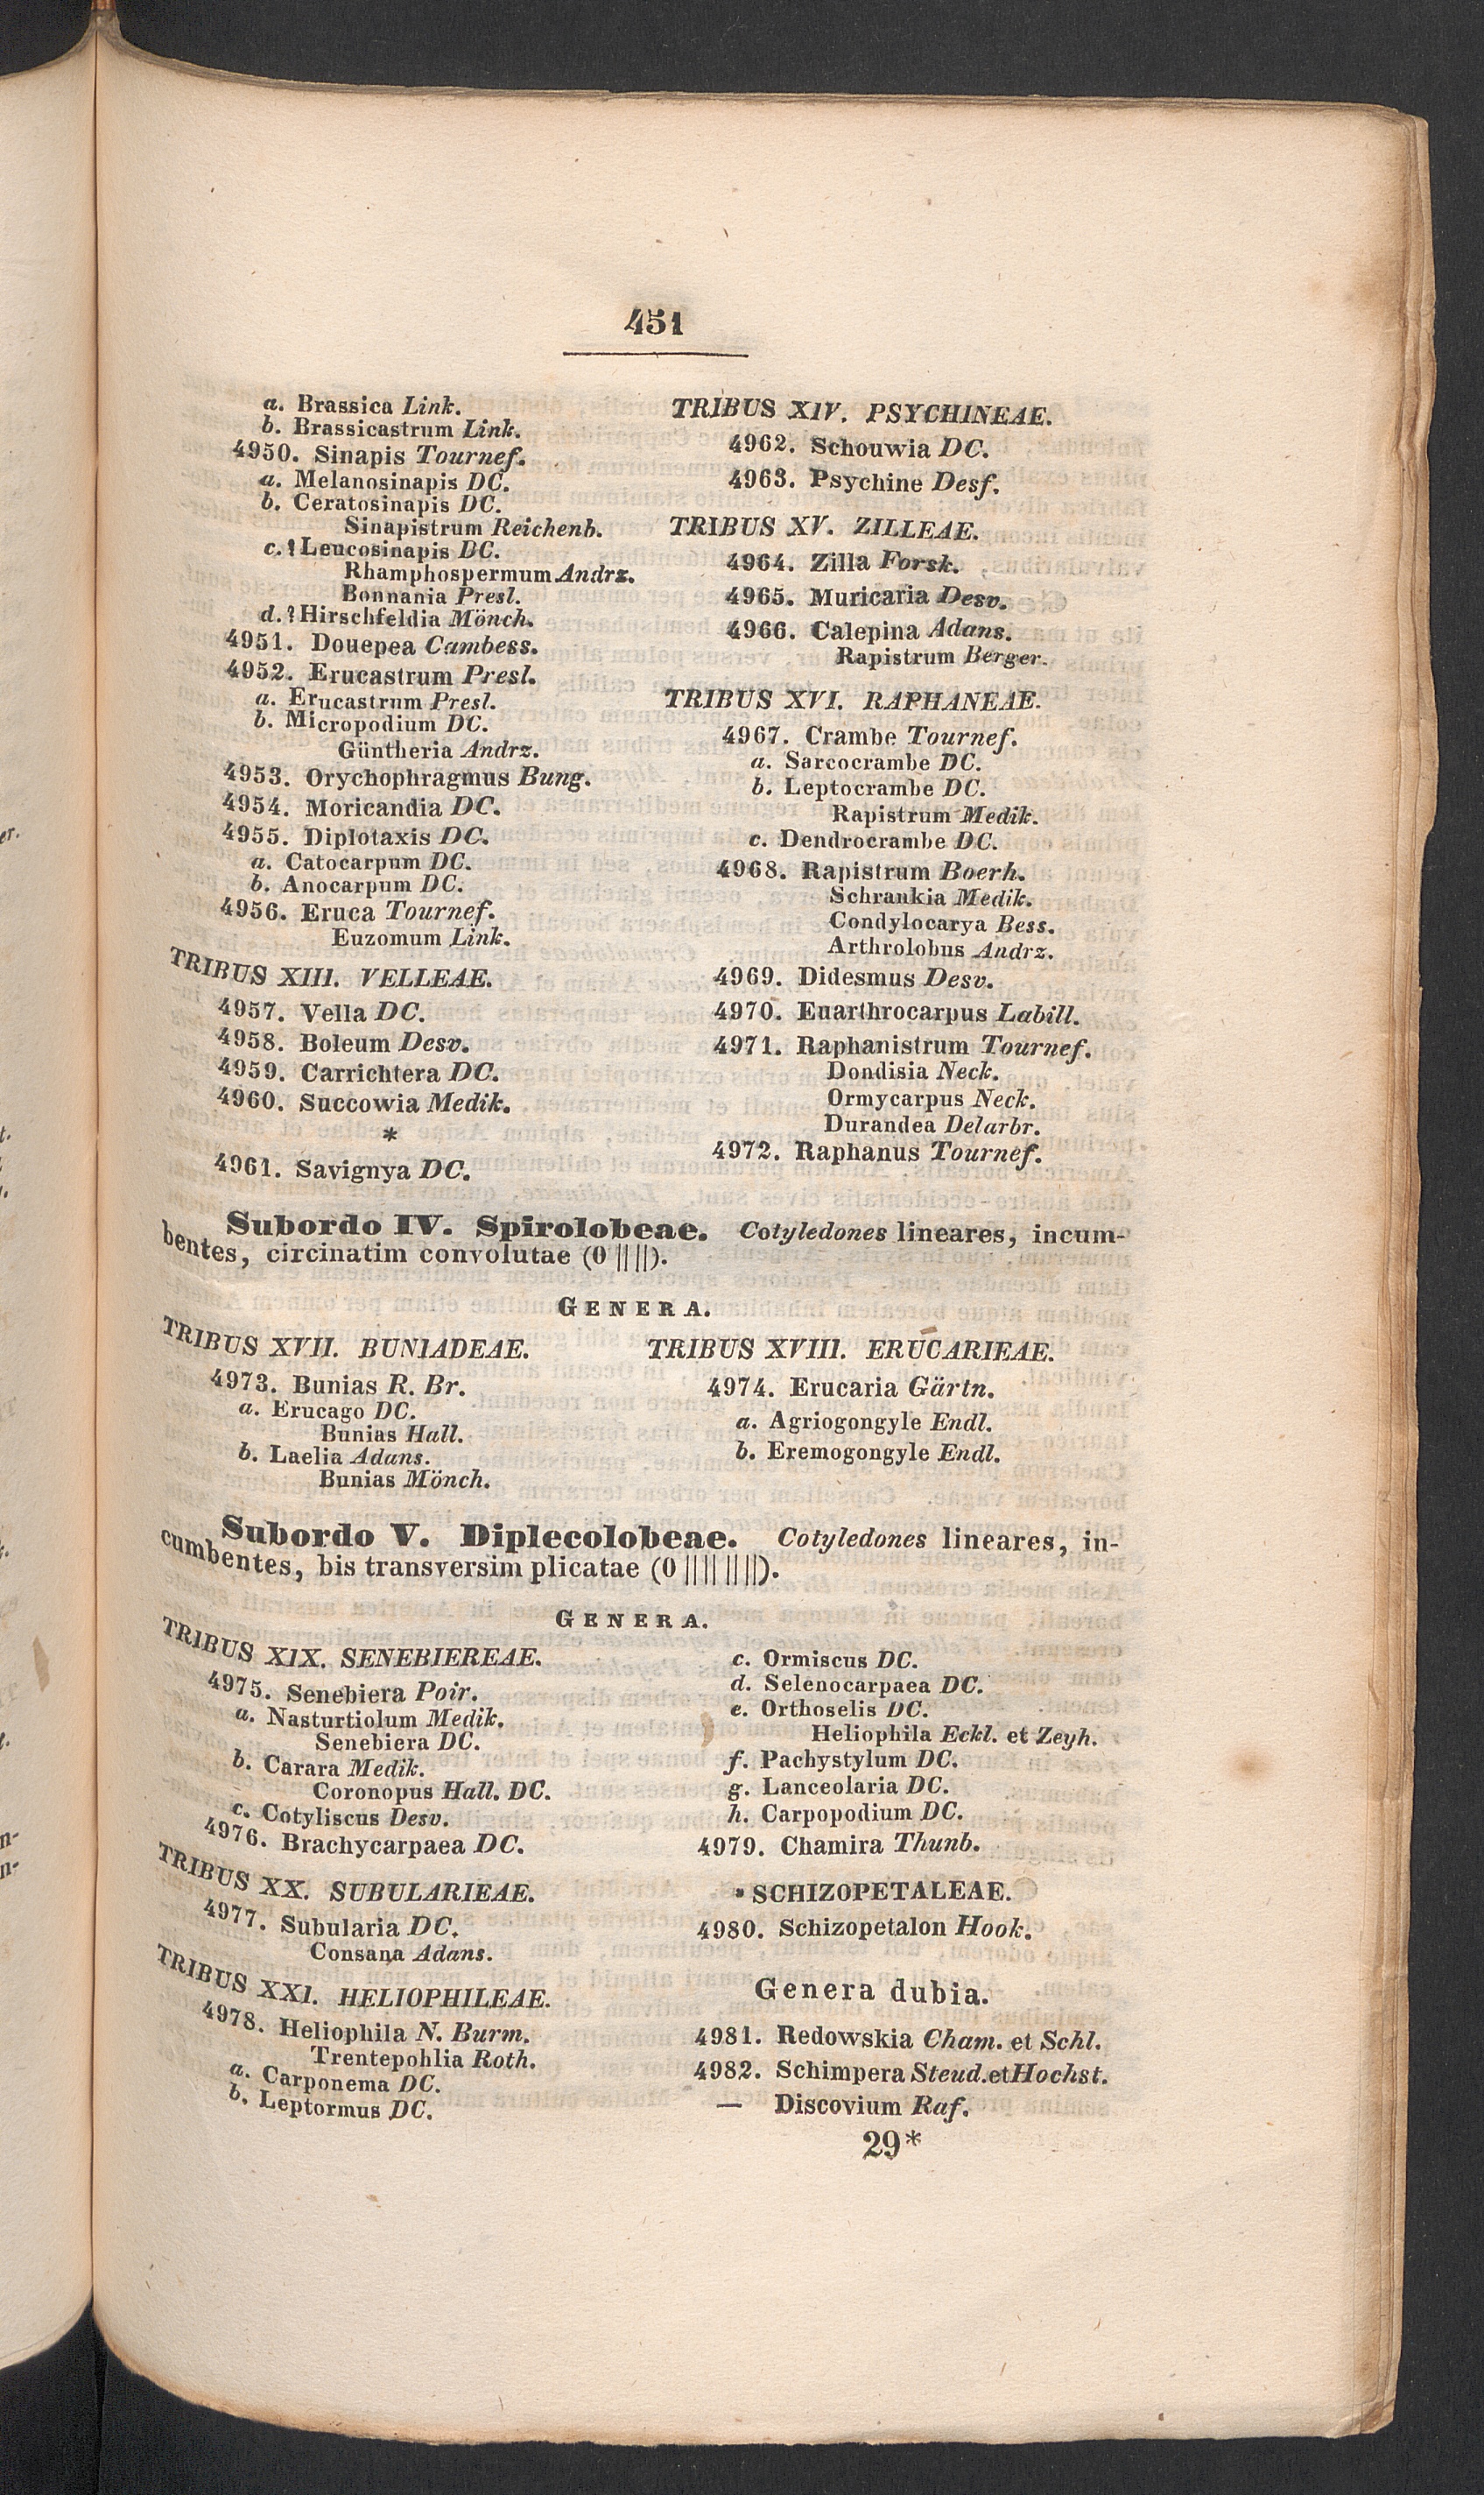 451
a. Brassica Link.
b. Brassicastrum Link.
4950. Sinapis Tournef.
a. Melanosinapis DC.
b. Ceratosinapis DC.
Sinapistrum Reichenb.
c. ? Leucosinapis DC.
Rhamphospermum Andrz.
Bonnania Presl.
d. ? Hirschfeldia Mönch.
4951. Douepea Cambess.
4952. Erucastrum Presl.
a. Erucastrum Presl.
b. Micropodium DC.
Güntheria Andrz.
4953. Orychophragmus Bung.
4954. Moricandia DC.
4955. Diplotaxis DC.
a. Catocarpum DC.
b. Anocarpum DC.
4956. Eruca Tournef.
Euzomum Link.
TRIBUS XIII. VELLEAE.
4957. Vella DC.
4958. Boleum Desv.
4959. Carrichtera DC.
4960. Succowia Medik.
*
4961. Savignya DC.
TRIBUS XIV. PSYCHINEAE.
4962. Schouwia DC.
4963. Psychine Desf.
TRIBUS XV. ZILLEAE.
4964. Zilla Forsk.
4965. Muricaria Desv.
4966. Calepina Adans.
Rapistrum Berger.
TRIBUS XVI. RAPHANEAE.
4967. Crambe Tournef.
a. Sarcocrambe DC.
b. Leptocrambe DC.
Rapistrum Medik.
c. Dendrocrambe DC.
4968. Rapistrum Boerh.
Schrankia Medik.
Condylocarya Bess.
Arthrolobus Andrz.
4969. Didesmus Desv.
4970. Enarthrocarpus Labill.
4971. Raphanistrum Tournef.
Dondisia Neck.
Ormycarpus Neck.
Durandea Delarbr.
4972. Raphanus Tournef.
Subordo IV. Spirolobeae. Cotyledones lineares, incum-
bentes, circinatim convolutae (0 || ||).
GENERA.
TRIBUS XVII. BUNIADEAE.
4973. Bunias R. Br.
a. Erucago DC.
Bunias Hall.
b. Laelia Adans.
Bunias Mönch.
TRIBUS XVIII. ERUCARIEAE.
4974. Erucaria Gärtn.
a. Agriogongyle Endl.
b. Eremogongyle Endl.
Subordo V. Diplecolobeae. Cotyledones lineares, in-
cumbentes, bis transversim plicatae (0 || || || ||).
GENERA.
TRIBUS XIX. SENEBIEREAE.
4975. Senebiera Poir.
a. Nasturtiolum Medik.
Senebiera DC.
b. Carara Medik.
Coronopus Hall. DC.
c. Cotyliscus Desv.
4976. Brachycarpaea DC.
TRIBUS XX. SUBULARIEAE.
4977. Subularia DC.
Consana Adans.
TRIBUS XXI. HELIOPHILEAE.
4978. Heliophila N. Burm.
Trentepohlia Roth.
a. Carponema DC.
b. Leptormus DC.
c. Ormiscus DC.
d. Selenocarpaea DC.
e. Orthoselis DC.
Heliophila Eckl. et Zeyh.
f. Pachystylum DC.
g. Lanceolaria DC.
h. Carpopodium DC.
4979. Chamira Thunb.
* SCHIZOPETALEAE.
4980. Schizopetalon Hook.
Genera dubia.
4981. Redowskia Cham. et Schl.
4982. Schimpera Steud. et Hochst.
— Discovium Raf.
29*